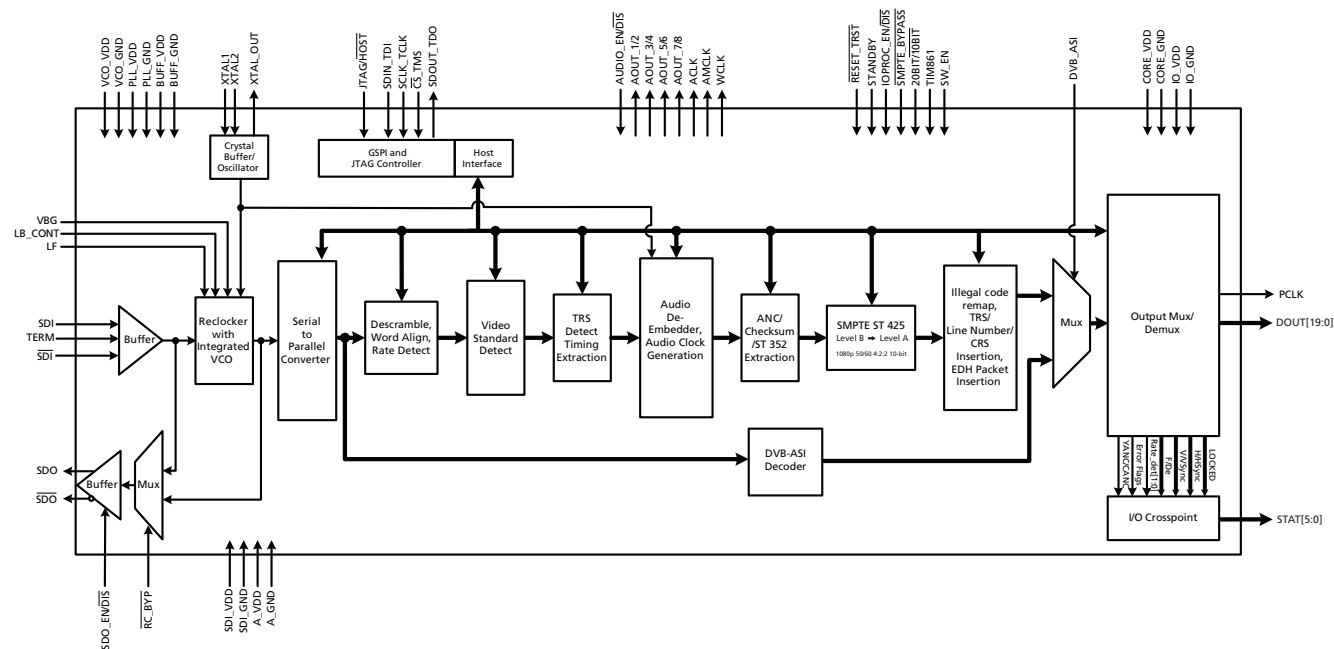 VCO_VDD
VCO_GND
PLL_VDD
PLL_GND
BUFF_VDD
BUFF_GND
XTAL1
XTAL2
XTAL_OUT
JTAG/HOST
SDIN_TDI
SCLK_TCLK
CS_TMS
SDOUT_TDO
AUDIO_EN/DIS
AOUT_1/2
AOUT_3/4
AOUT_5/6
AOUT_7/8
ACLK
AMCLK
WCLK
RESET_TRST
STANDBY
IOPROC_EN/DIS
SMPTE_BYPASS
20BIT/10BIT
TIM861
SW_EN
DVB_ASI
CORE_VDD
CORE_GND
IO_VDD
IO_GND
Crystal
Buffer/
Oscillator
GSPI and
JTAG Controller
Host
Interface
VBG
LB_CONT
LF
SDI
TERM
SDI
Buffer
Reclocker
with
Integrated
VCO
Serial
to
Parallel
Converter
Descramble,
Word Align,
Rate Detect
Video
Standard
Detect
TRS
Detect
Timing
Extraction
Audio
De-
Embedder,
Audio Clock
Generation
ANC/
Checksum
/ST 352
Extraction
SMPTE ST 425
Level B → Level A
1080p 50/60 4:2:2 10-bit
Illegal code
remap,
TRS/
Line Number/
CRS
Insertion,
EDH Packet
Insertion
Mux
Output Mux/
Demux
PCLK
DOUT[19:0]
DVB-ASI
Decoder
YANC/CANC
Error Flags
Rate_det[1:0]
F/De
V/VSync
H/HSync
LOCKED
I/O Crosspoint
STAT[5:0]
SDO
SDO
Buffer
Mux
SDO_EN/DIS
RC_BYP
SDI_VDD
SDI_GND
A_VDD
A_GND